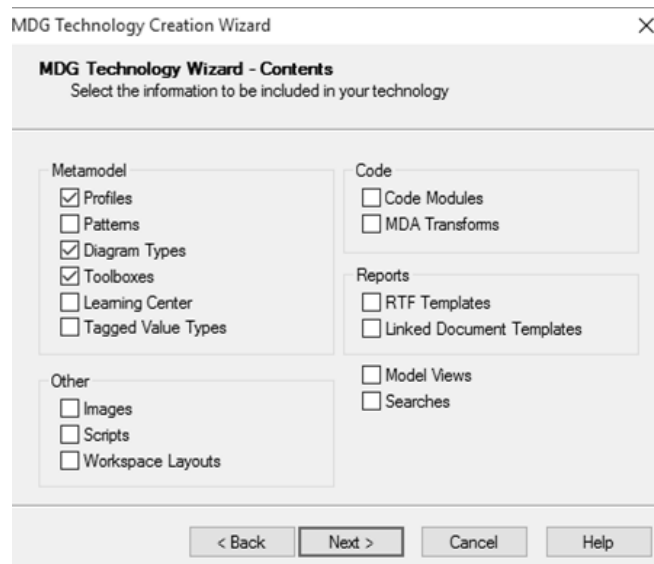 MDG Technology Creation Wizard
MDG Technology Wizard - Contents
Select the information to be included in your technology
Metamodel
Profiles
Patterns
Diagram Types
Toolboxes
Learning Center
Tagged Value Types
Other
Images
Scripts
Workspace Layouts
Code
Code Modules
MDA Transforms
Reports
RTF Templates
Linked Document Templates
Model Views
Searches
< Back
Next >
Cancel
Help